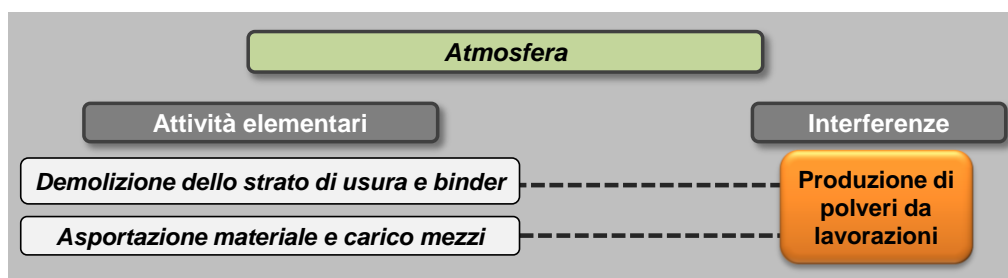 Atmosfera
Attività elementari
Interferenze
Demolizione dello strato di usura e binder
Asportazione materiale e carico mezzi
Produzione di
polveri da
lavorazioni